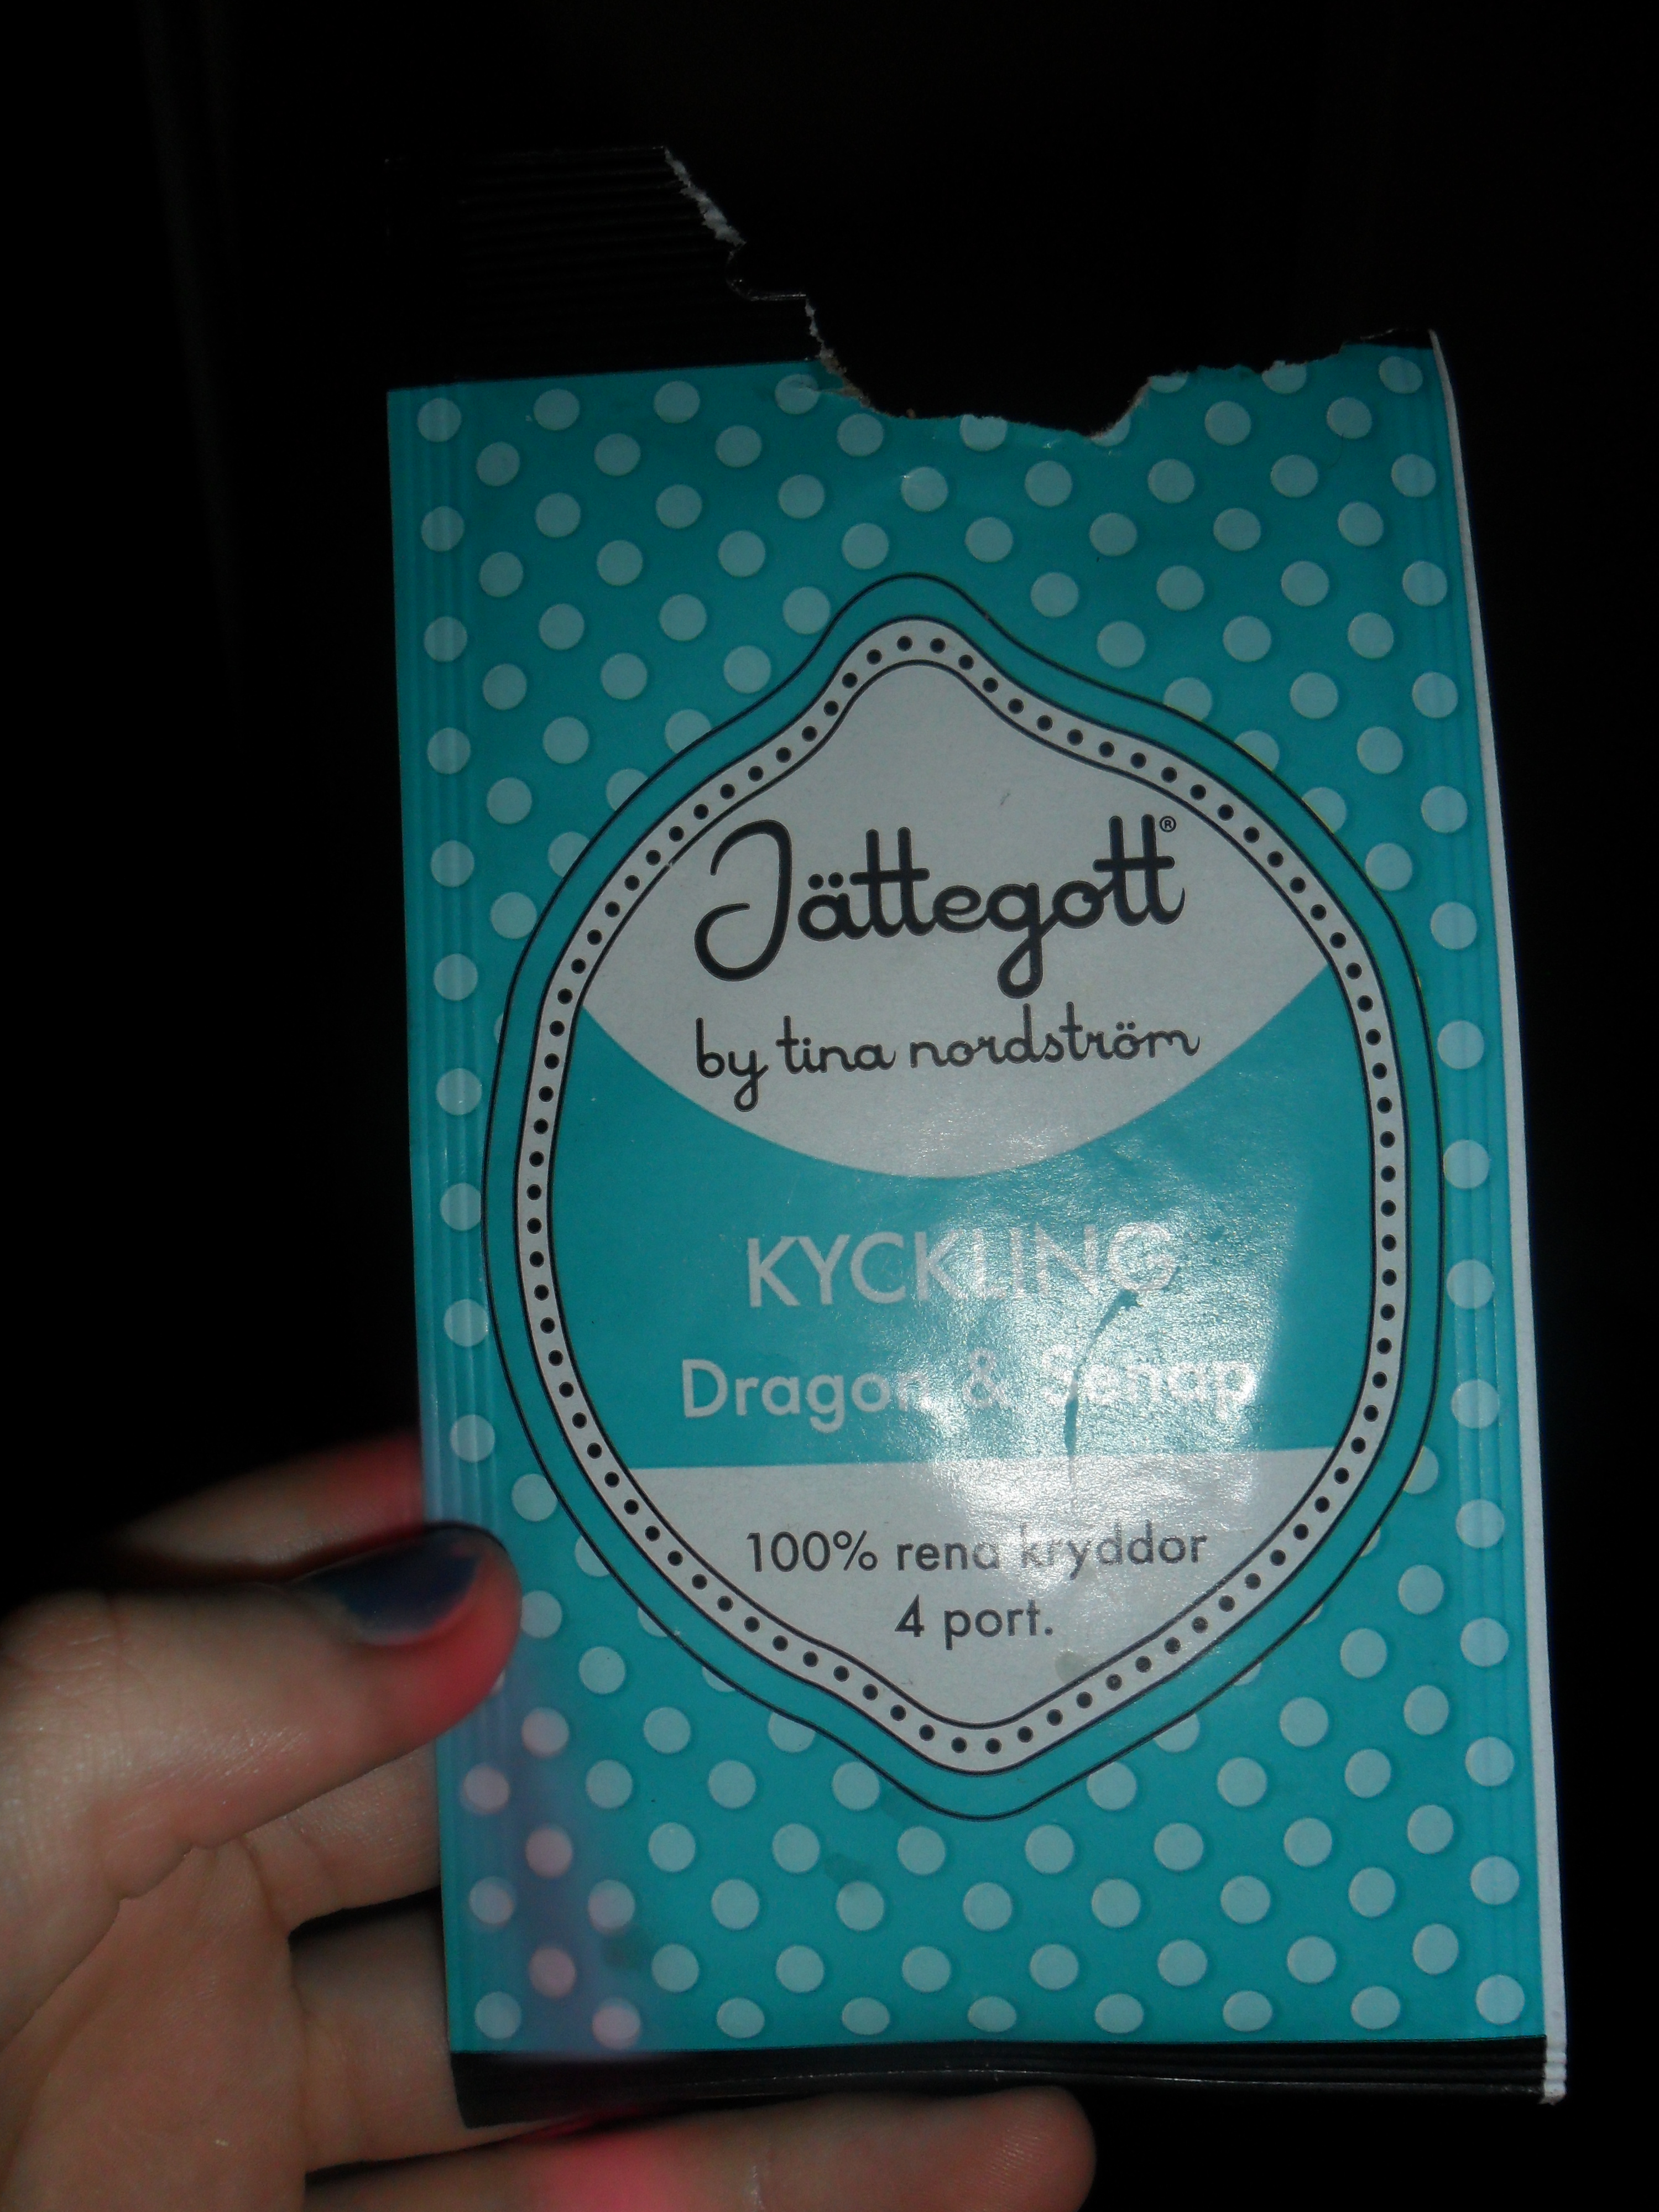 Jättegott®
by tina nordström
KYCKLING
Dragon & Senap
100% rena kryddor
4 port.